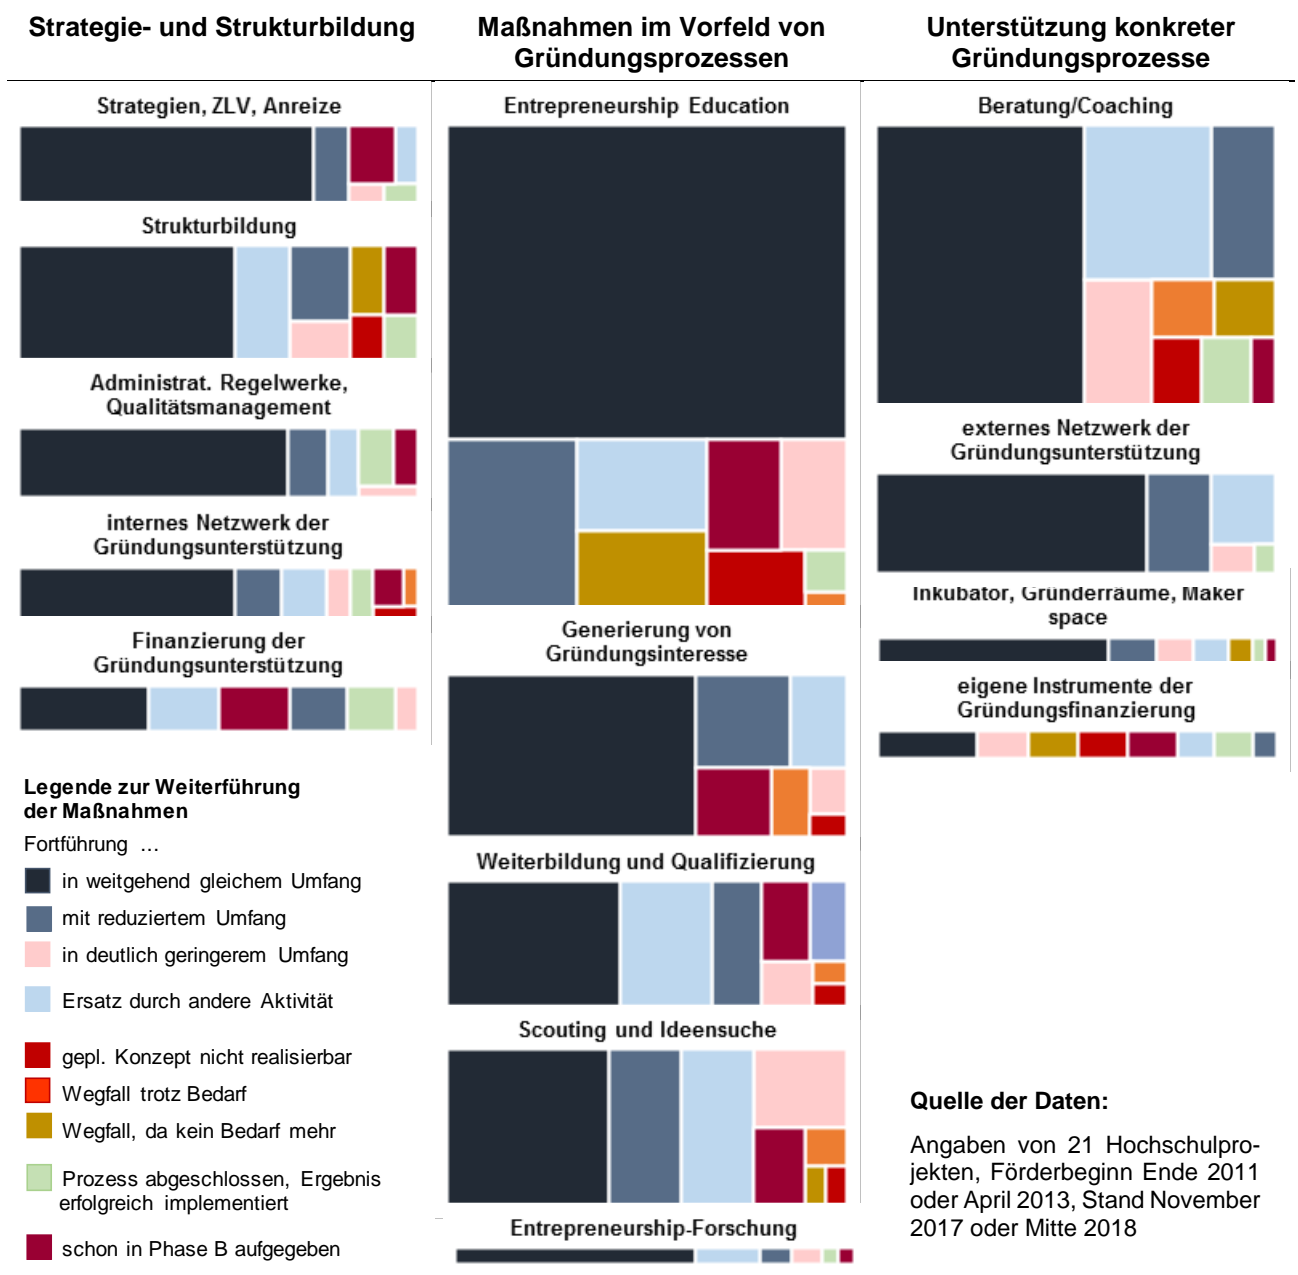 Strategie- und Strukturbildung
Strategien, ZLV, Anreize
Strukturbildung
Administrat. Regelwerke,
Qualitätsmanagement
internes Netzwerk der
Gründungsunterstützung
Finanzierung der
Gründungsunterstützung
Legende zur Weiterführung
der Maßnahmen
Fortführung ...
in weitgehend gleichem Umfang
mit reduziertem Umfang
in deutlich geringerem Umfang
Ersatz durch andere Aktivität
gepl. Konzept nicht realisierbar
Wegfall trotz Bedarf
Wegfall, da kein Bedarf mehr
Prozess abgeschlossen, Ergebnis
erfolgreich implementiert
schon in Phase B aufgegeben
Maßnahmen im Vorfeld von
Gründungsprozessen
Entrepreneurship Education
Generierung von
Gründungsinteresse
Weiterbildung und Qualifizierung
Scouting und Ideensuche
Entrepreneurship-Forschung
Unterstützung konkreter
Gründungsprozesse
Beratung/Coaching
externes Netzwerk der
Gründungsunterstützung
Inkubator, Gründerräume, Maker
space
eigene Instrumente der
Gründungsfinanzierung
Quelle der Daten:
Angaben von 21 Hochschulpro-
jekten, Förderbeginn Ende 2011
oder April 2013, Stand November
2017 oder Mitte 2018